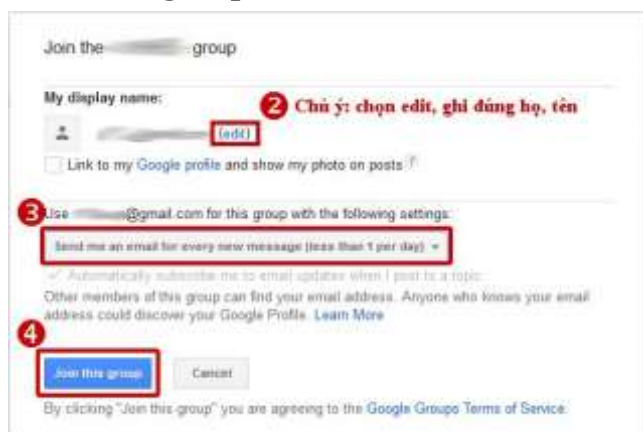 Join the group
My display name:
2 Chú ý: chọn edit, ghi đúng họ, tên
(edit)
Link to my Google profile and show my photo on posts ?
3
Use @gmail.com for this group with the following settings:
Send me an email for every new message (less than 1 per day)
Automatically subscribe me to email updates when I post to a topic.
Other members of this group can find your email address. Anyone who knows your email
address could discover your Google Profile. Learn More
4
Join this group Cancel
By clicking "Join this group" you are agreeing to the Google Groups Terms of Service.